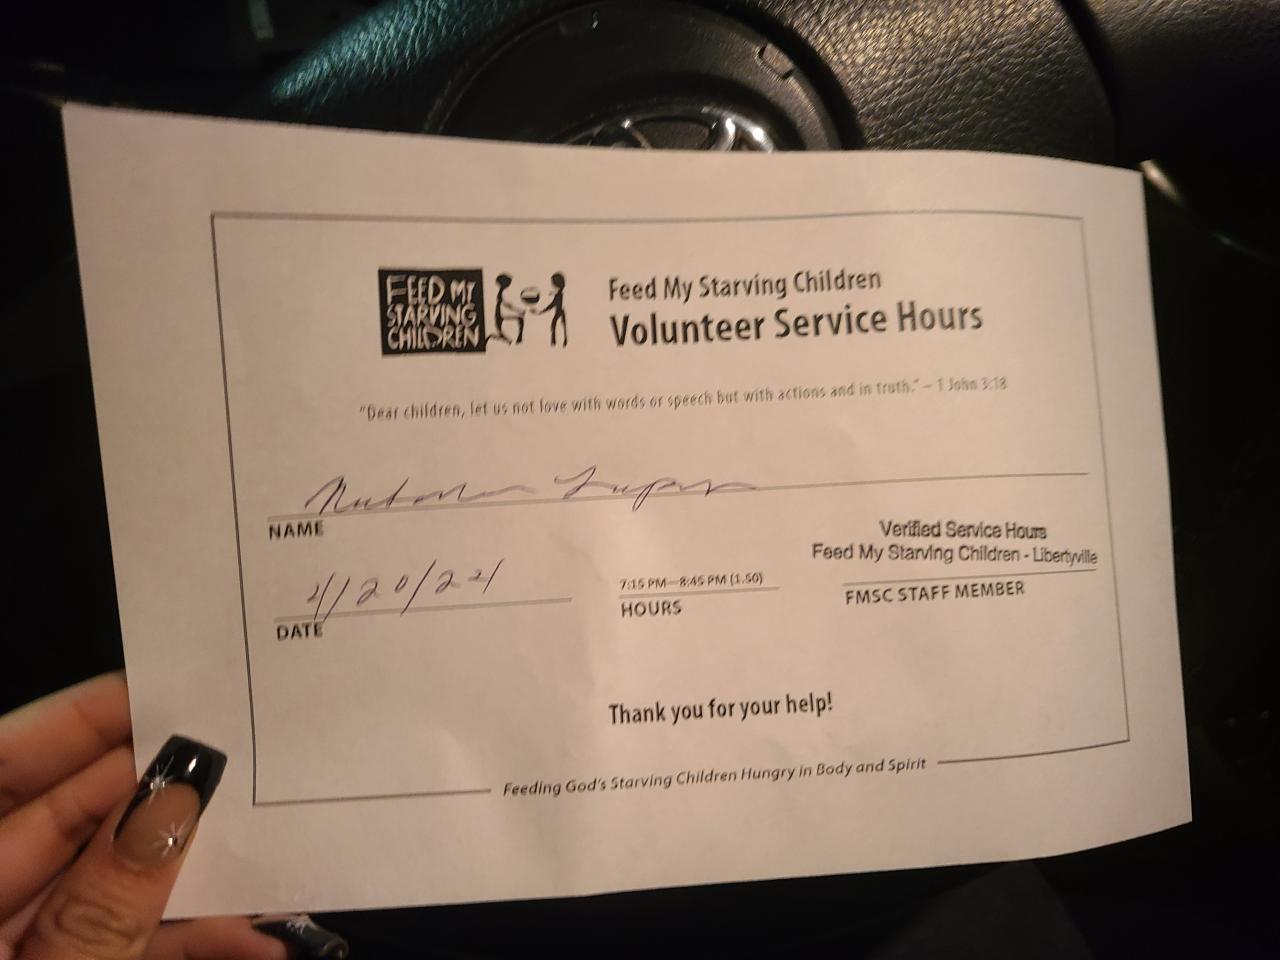 FEED MY
STARVING
CHILDREN
Feed My Starving Children
Volunteer Service Hours
"Dear children, let us not love with words or speech but with actions and in truth." – 1 John 3:18
NAME
Verified Service Hours
Feed My Starving Children - Libertyville
7:15 PM—8:45 PM (1.50)
DATE
HOURS
FMSC STAFF MEMBER
Thank you for your help!
Feeding God's Starving Children Hungry in Body and Spirit